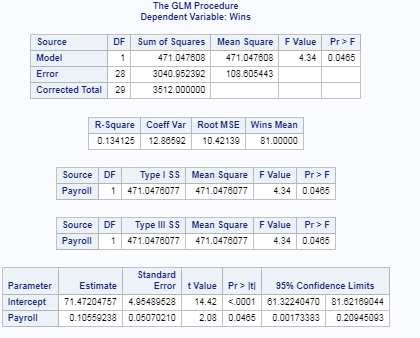 The GLM Procedure
Dependent Variable: Wins
Source DF Sum of Squares Mean Square F Value Pr > F
Model 1 471.047608 471.047608 4.34 0.0465
Error 28 3040.952392 108.605443
Corrected Total 29 3512.000000
R-Square Coeff Var Root MSE Wins Mean
0.134125 12.86592 10.42139 81.00000
Source DF Type I SS Mean Square F Value Pr > F
Payroll 1 471.0476077 471.0476077 4.34 0.0465
Source DF Type III SS Mean Square F Value Pr > F
Payroll 1 471.0476077 471.0476077 4.34 0.0465
Parameter Estimate Standard Error t Value Pr > |t| 95% Confidence Limits
Intercept 71.47204757 4.95489528 14.42 <.0001 61.32240470 81.62169044
Payroll 0.10559238 0.05070210 2.08 0.0465 0.00173383 0.20945093